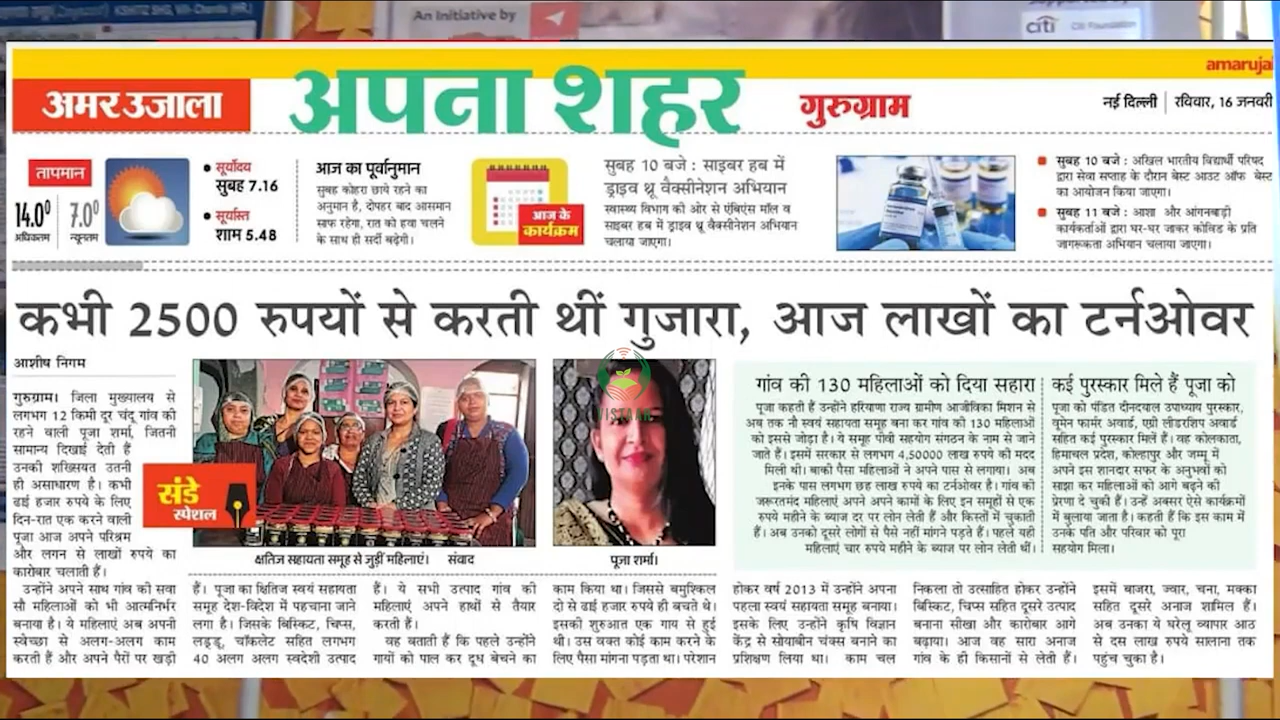 An Initiative by
citi
Citi Foundation
amaruja
अमर उजाला
अपना शहर
गुरुग्राम
नई दिल्ली
रविवार, 16 जनवरी
तापमान
14.0⁰
अधिकतम
7.0⁰
न्यूनतम
सूर्योदय
सुबह 7.16
सूर्यास्त
शाम 5.48
आज का पूर्वानुमान
सुबह कोहरा छाये रहने का
अनुमान है, दोपहर बाद आसमान
साफ रहेगा, रात को हवा चलने
के साथ ही सर्दी बढ़ेगी।
आज के
कार्यक्रम
सुबह 10 बजे : साइबर हब में
ड्राइव थ्रू वैक्सीनेशन अभियान
स्वास्थ्य विभाग की ओर से एंबिएंस मॉल व
साइबर हब में ड्राइव थ्रू वैक्सीनेशन अभियान
चलाया जाएगा।
सुबह 10 बजे : अखिल भारतीय विद्यार्थी परिषद
द्वारा सेवा सप्ताह के दौरान बेस्ट आउट ऑफ बेस्ट
का आयोजन किया जाएगा।
सुबह 11 बजे : आशा और आंगनबाड़ी
कार्यकर्ताओं द्वारा घर-घर जाकर कोविड के प्रति
जागरूकता अभियान चलाया जाएगा।
कभी 2500 रुपयों से करती थीं गुजारा, आज लाखों का टर्नओवर
आशीष निगम
गुरुग्राम। जिला मुख्यालय से
लगभग 12 किमी दूर चंदू गांव की
रहने वाली पूजा शर्मा, जितनी
सामान्य दिखाई देती हैं
उनकी शख्सियत उतनी
ही असाधारण है। कभी
ढाई हजार रुपये के लिए
दिन-रात एक करने वाली
पूजा आज अपने परिश्रम
और लगन से लाखों रुपये का
कारोबार चलाती हैं।
उन्होंने अपने साथ गांव की सवा
सौ महिलाओं को भी आत्मनिर्भर
बनाया है। ये महिलाएं अब अपनी
स्वेच्छा से अलग-अलग काम
करती हैं और अपने पैरों पर खड़ी
संडे
स्पेशल
क्षितिज सहायता समूह से जुड़ीं महिलाएं। संवाद
VISTAAR
पूजा शर्मा।
हैं। पूजा का क्षितिज स्वयं सहायता
समूह देश-विदेश में पहचाना जाने
लगा है। जिसके बिस्किट, चिप्स,
लड्डू, चॉकलेट सहित लगभग
40 अलग अलग स्वदेशी उत्पाद
हैं। ये सभी उत्पाद गांव की
महिलाएं अपने हाथों से तैयार
करती हैं।
वह बताती हैं कि पहले उन्होंने
गायों को पाल कर दूध बेचने का
काम किया था। जिससे बमुश्किल
दो से ढाई हजार रुपये ही बचते थे।
इसकी शुरुआत एक गाय से हुई
थी। उस वक्त कोई काम करने के
लिए पैसा मांगना पड़ता था। परेशान
होकर वर्ष 2013 में उन्होंने अपना
पहला स्वयं सहायता समूह बनाया।
इसके लिए उन्होंने कृषि विज्ञान
केंद्र से सोयाबीन चंक्स बनाने का
प्रशिक्षण लिया था। काम चल
निकला तो उत्साहित होकर उन्होंने
बिस्किट, चिप्स सहित दूसरे उत्पाद
बनाना सीखा और कारोबार आगे
बढ़ाया। आज वह सारा अनाज
गांव के ही किसानों से लेती हैं।
इसमें बाजरा, ज्वार, चना, मक्का
सहित दूसरे अनाज शामिल हैं।
अब उनका ये घरेलू व्यापार आठ
से दस लाख रुपये सालाना तक
पहुंच चुका है।
गांव की 130 महिलाओं को दिया सहारा
पूजा कहती हैं उन्होंने हरियाणा राज्य ग्रामीण आजीविका मिशन से
अब तक नौ स्वयं सहायता समूह बना कर गांव की 130 महिलाओं
को इससे जोड़ा है। ये समूह पोवी सहयोग संगठन के नाम से जाने
जाते हैं। इसमें सरकार से लगभग 4,50000 लाख रुपये की मदद
मिली थी। बाकी पैसा महिलाओं ने अपने पास से लगाया। अब
इनके पास लगभग छह लाख रुपये का टर्नओवर है। गांव की
जरूरतमंद महिलाएं अपने अपने कामों के लिए इन समूहों से एक
रुपये महीने के ब्याज दर पर लोन लेती हैं और किस्तों में चुकाती
हैं। अब उनको दूसरे लोगों से पैसे नहीं मांगने पड़ते हैं। पहले यही
महिलाएं चार रुपये महीने के ब्याज पर लोन लेतीं थीं।
कई पुरस्कार मिले हैं पूजा को
पूजा को पंडित दीनदयाल उपाध्याय पुरस्कार,
वूमेन फार्मर अवार्ड, एग्रो लीडरशिप अवार्ड
सहित कई पुरस्कार मिलें हैं। वह कोलकाता,
हिमाचल प्रदेश, कोल्हापुर और जम्मू में
अपने इस शानदार सफर के अनुभवों को
साझा कर महिलाओं को आगे बढ़ने की
प्रेरणा दे चुकी हैं। उन्हें अक्सर ऐसे कार्यक्रमों
में बुलाया जाता है। कहती हैं कि इस काम में
उनके पति और परिवार को पूरा
सहयोग मिला।